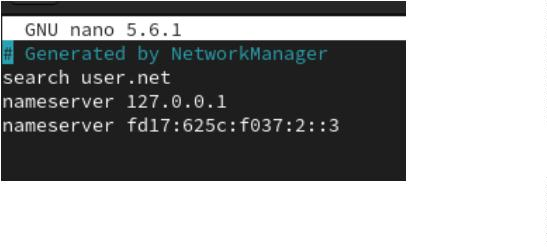 GNU nano 5.6.1
# Generated by NetworkManager
search user.net
nameserver 127.0.0.1
nameserver fd17:625c:f037:2::3